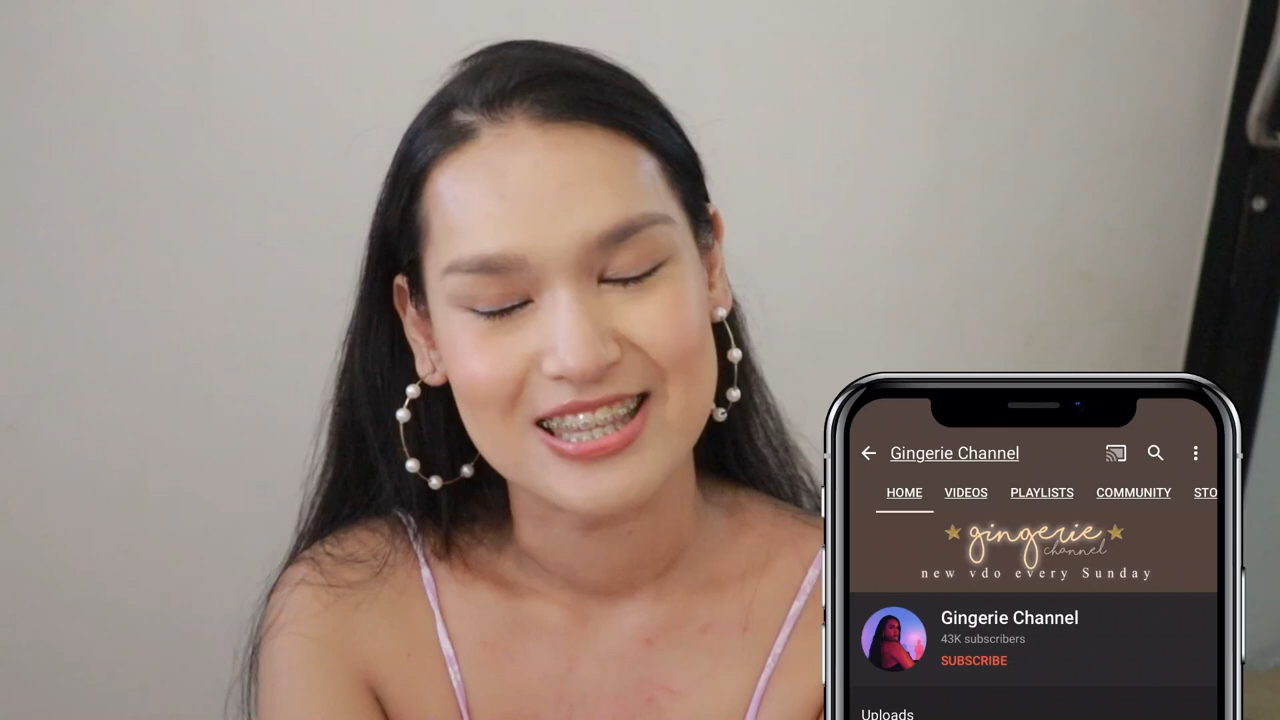 Gingerie Channel
HOME VIDEOS PLAYLISTS COMMUNITY STO
gingerie
channel
new vdo every Sunday
Gingerie Channel
43K subscribers
SUBSCRIBE
Uploads